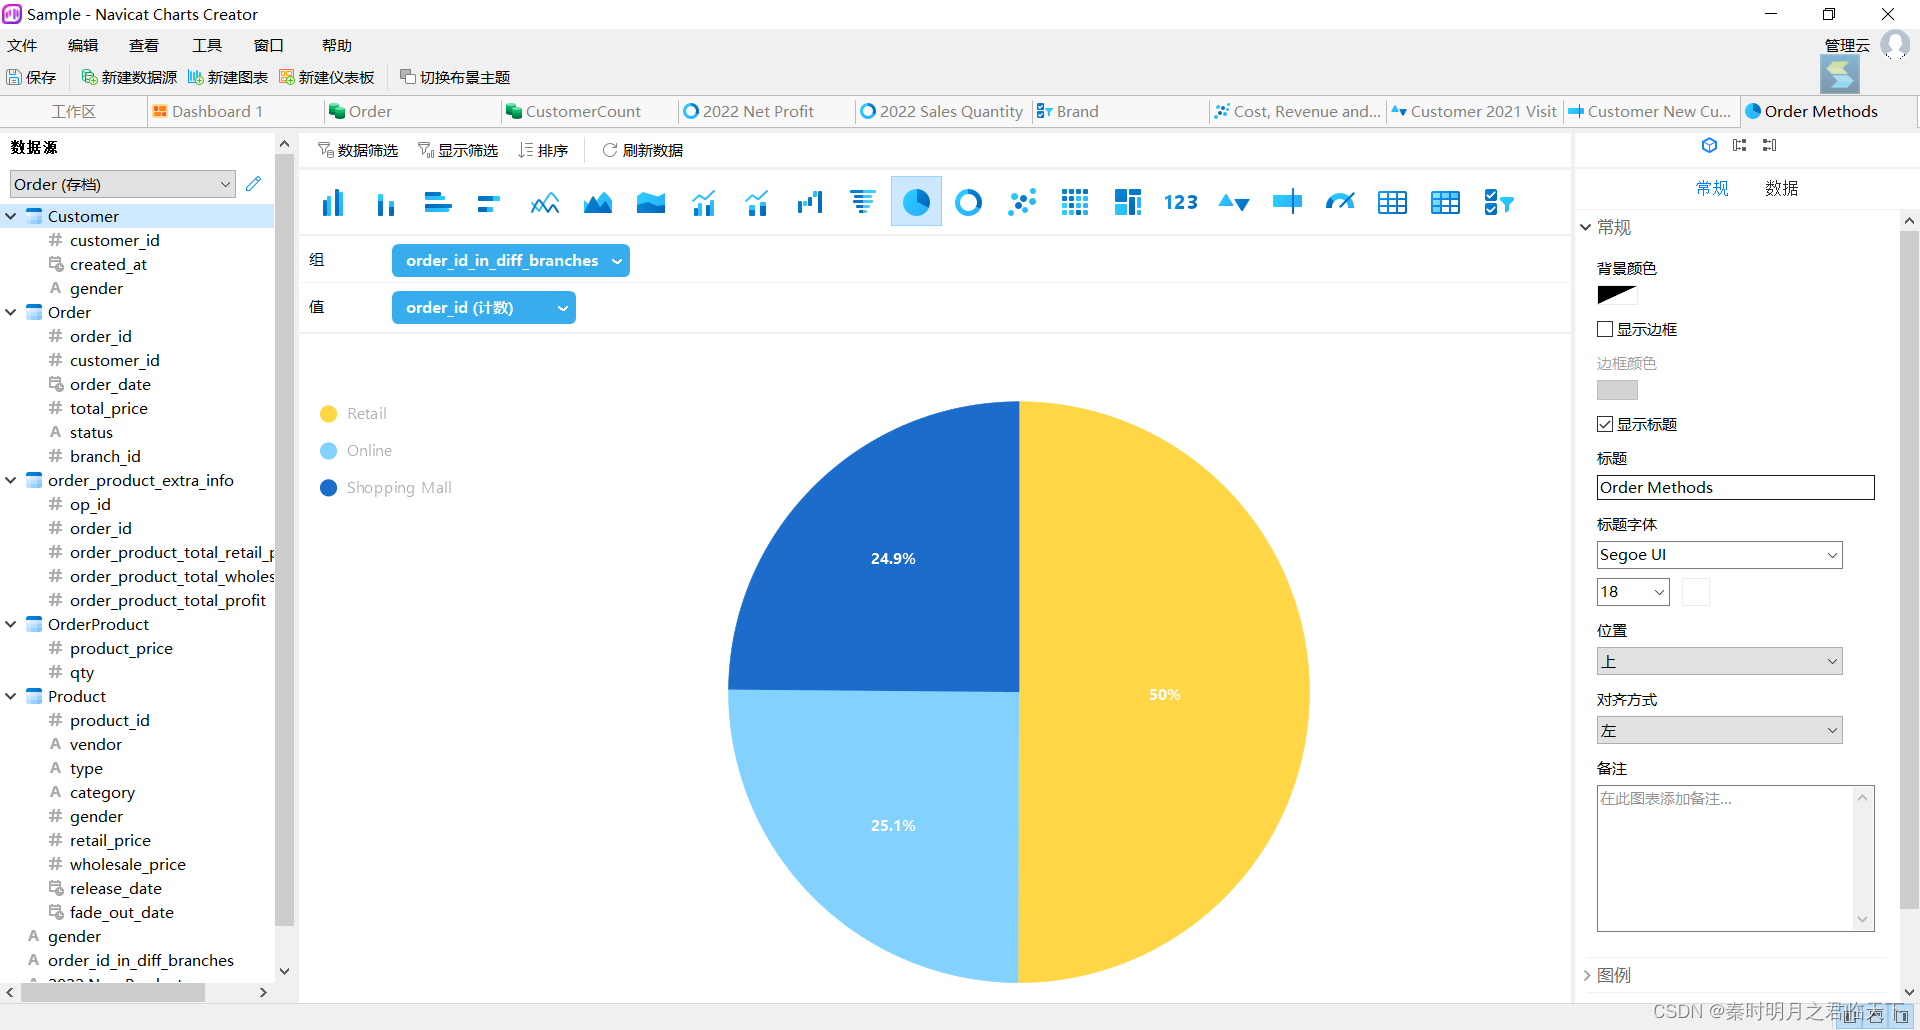 Sample - Navicat Charts Creator
文件 编辑 查看 工具 窗口 帮助
管理云
保存 新建数据源 新建图表 新建仪表板 切换布景主题
工作区 Dashboard 1 Order CustomerCount 2022 Net Profit 2022 Sales Quantity Brand Cost, Revenue and... Customer 2021 Visit Customer New Cu... Order Methods
数据源
Order (存档)
Customer
customer_id
created_at
gender
Order
order_id
customer_id
order_date
total_price
status
branch_id
order_product_extra_info
op_id
order_id
order_product_total_retail_p
order_product_total_wholes
order_product_total_profit
OrderProduct
product_price
qty
Product
product_id
vendor
type
category
gender
retail_price
wholesale_price
release_date
fade_out_date
gender
order_id_in_diff_branches
数据筛选 显示筛选 排序 刷新数据
123
组 order_id_in_diff_branches
值 order_id (计数)
Retail
Online
Shopping Mall
24.9%
50%
25.1%
常规 数据
常规
背景颜色
显示边框
边框颜色
显示标题
标题
Order Methods
标题字体
Segoe UI
18
位置
上
对齐方式
左
备注
在此图表添加备注...
图例
CSDN @秦时明月之君临天下